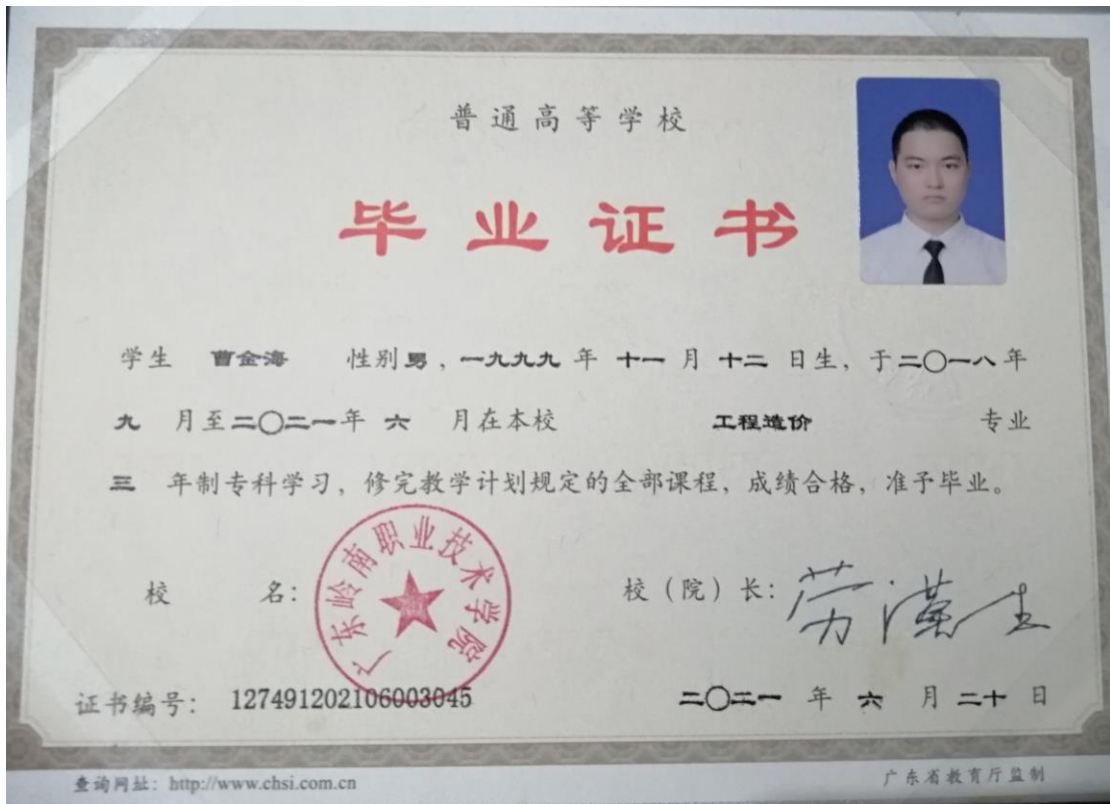 普通高等学校
毕业证书
学生 曹金海 性别男，一九九九年十一月十二日生，于二〇一八年
九月至二〇二一年六月在本校 工程造价 专业
三年制专科学习，修完教学计划规定的全部课程，成绩合格，准予毕业。
校 名：
广东岭南职业技术学院
校（院）长：劳汉生
证书编号：127491202106003045
二〇二一年六月二十日
查询网址：http://www.chsi.com.cn
广东省教育厅监制